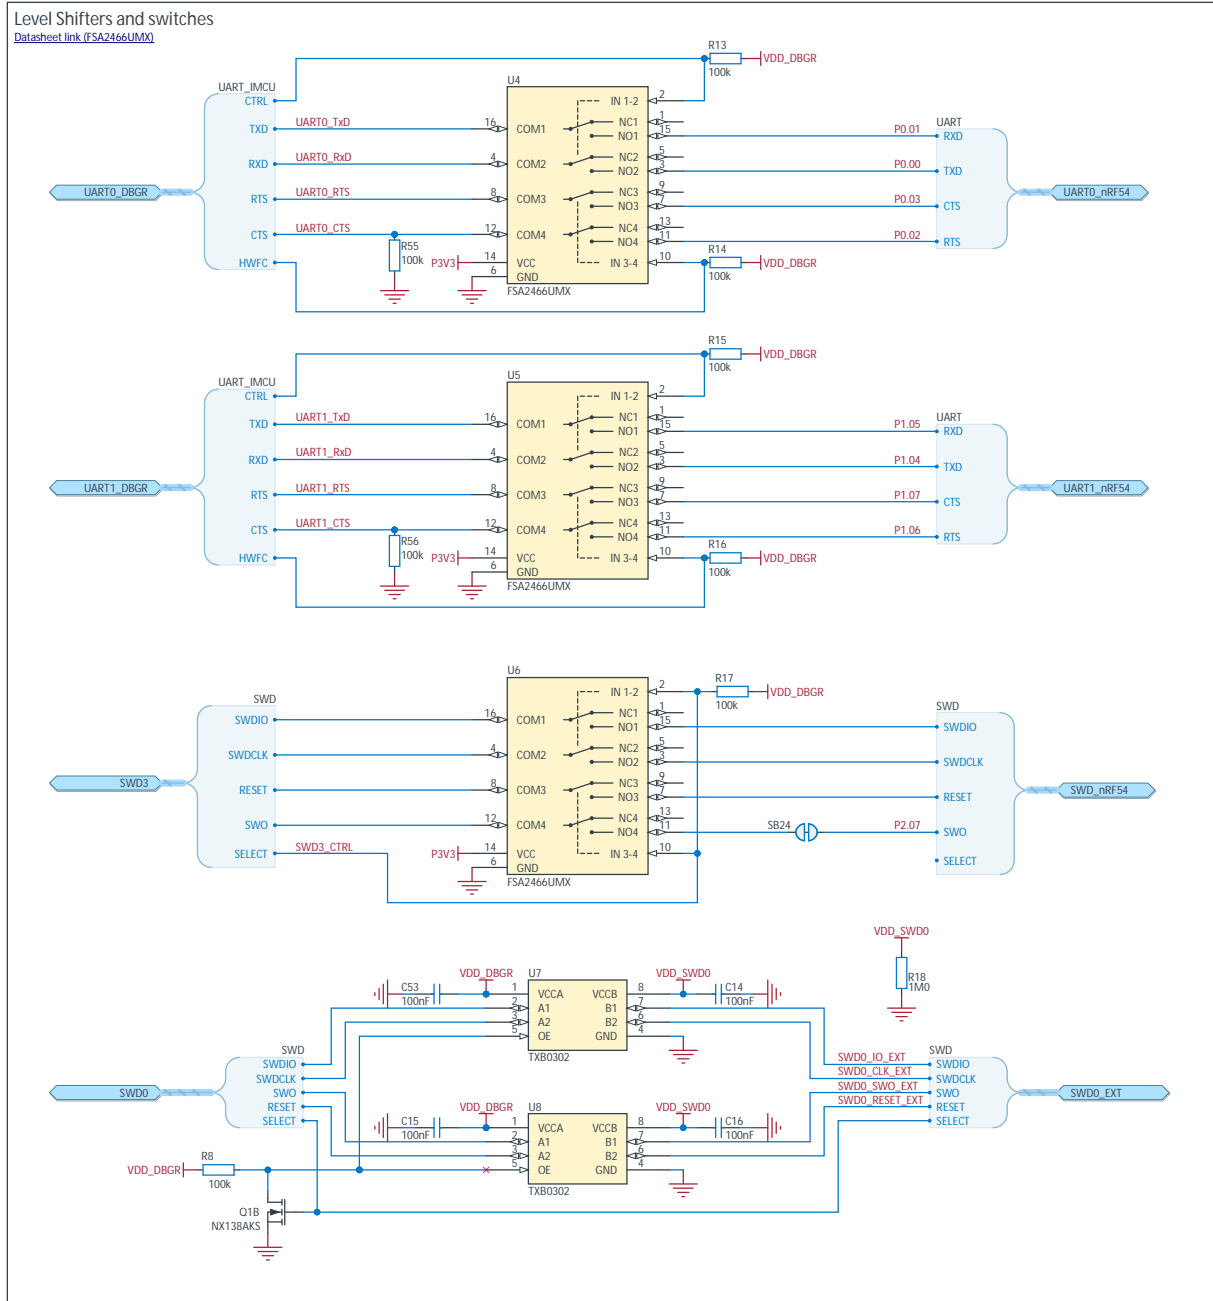 Level Shifters and switches
Datasheet link (FSA2466UMX)
R13
100k
VDD_DBGR
UART_IMCU
CTRL
TXD
RXD
RTS
CTS
HWFC
UART0_DBGR
UART0_TxD
UART0_RxD
UART0_RTS
UART0_CTS
R55
100k
P3V3
U4
16
4
8
12
14
6
COM1
COM2
COM3
COM4
VCC
GND
IN 1-2
NC1
NO1
NC2
NO2
NC3
NO3
NC4
NO4
IN 3-4
2
1
15
5
3
9
7
13
11
10
FSA2466UMX
R14
100k
VDD_DBGR
P0.01
P0.00
P0.03
P0.02
UART
RXD
TXD
CTS
RTS
UART0_nRF54
R15
100k
VDD_DBGR
UART_IMCU
CTRL
TXD
RXD
RTS
CTS
HWFC
UART1_DBGR
UART1_TxD
UART1_RxD
UART1_RTS
UART1_CTS
R56
100k
P3V3
U5
16
4
8
12
14
6
COM1
COM2
COM3
COM4
VCC
GND
IN 1-2
NC1
NO1
NC2
NO2
NC3
NO3
NC4
NO4
IN 3-4
2
1
15
5
3
9
7
13
11
10
FSA2466UMX
R16
100k
VDD_DBGR
P1.05
P1.04
P1.07
P1.06
UART
RXD
TXD
CTS
RTS
UART1_nRF54
SWD
SWDIO
SWDCLK
RESET
SWO
SELECT
SWD3
SWD3_CTRL
P3V3
U6
16
4
8
12
14
6
COM1
COM2
COM3
COM4
VCC
GND
IN 1-2
NC1
NO1
NC2
NO2
NC3
NO3
NC4
NO4
IN 3-4
2
1
15
5
3
9
7
13
11
10
FSA2466UMX
R17
100k
VDD_DBGR
SB24
P2.07
SWD
SWDIO
SWDCLK
RESET
SWO
SELECT
SWD_nRF54
VDD_SWD0
R18
1M0
C53
100nF
VDD_DBGR
U7
1
2
3
5
VCCA
A1
A2
OE
VCCB
B1
B2
GND
8
7
6
4
TXB0302
VDD_SWD0
C14
100nF
SWD
SWDIO
SWDCLK
SWO
RESET
SELECT
SWD0
C15
100nF
VDD_DBGR
U8
1
2
3
5
VCCA
A1
A2
OE
VCCB
B1
B2
GND
8
7
6
4
TXB0302
VDD_SWD0
C16
100nF
SWD0_IO_EXT
SWD0_CLK_EXT
SWD0_SWO_EXT
SWD0_RESET_EXT
SWD
SWDIO
SWDCLK
SWO
RESET
SELECT
SWD0_EXT
VDD_DBGR
R8
100k
Q1B
NX138AKS